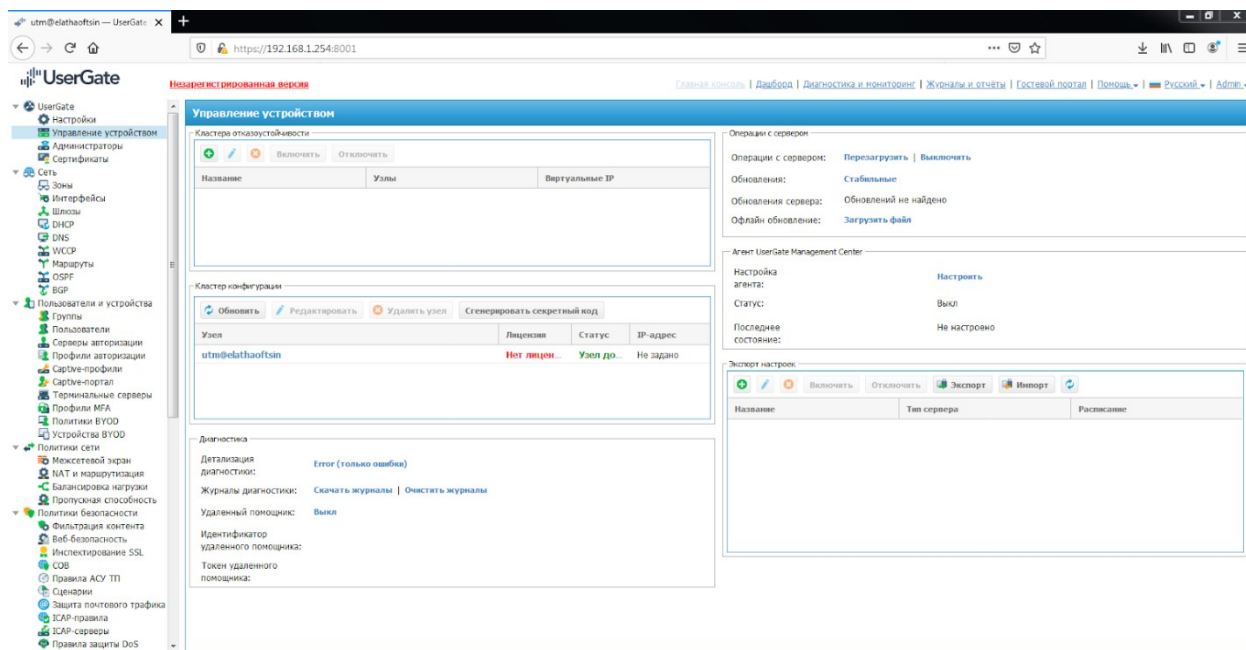 utm@elathaoftsin — UserGate
https://192.168.1.254:8001
UserGate
Незарегистрированная версия
Главная консоль | Дашборд | Диагностика и мониторинг | Журналы и отчёты | Гостевой портал | Помощь | Русский | Admin
UserGate
Настройки
Управление устройством
Администраторы
Сертификаты
Сеть
Зоны
Интерфейсы
Шлюзы
DHCP
DNS
WCCP
Маршруты
OSPF
BGP
Пользователи и устройства
Группы
Пользователи
Серверы авторизации
Профили авторизации
Captive-профили
Captive-портал
Терминальные серверы
Профили MFA
Политики BYOD
Устройства BYOD
Политики сети
Межсетевой экран
NAT и маршрутизация
Балансировка нагрузки
Пропускная способность
Политики безопасности
Фильтрация контента
Веб-безопасность
Инспектирование SSL
СОВ
Правила АСУ ТП
Сценарии
Защита почтового трафика
ICAP-правила
ICAP-серверы
Правила защиты DoS
Управление устройством
Кластера отказоустойчивости
Включить Отключить
Название Узлы Виртуальные IP
Кластер конфигурации
Обновить Редактировать Удалить узел Сгенерировать секретный код
Узел Лицензия Статус IP-адрес
utm@elathaoftsin Нет лицен... Узел до... Не задано
Диагностика
Детализация
диагностики:
Error (только ошибки)
Журналы диагностики: Скачать журналы | Очистить журналы
Удаленный помощник: Выкл
Идентификатор
удаленного помощника:
Токен удаленного
помощника:
Операции с сервером
Операции с сервером: Перезагрузить | Выключить
Обновления: Стабильные
Обновления сервера: Обновлений не найдено
Офлайн обновление: Загрузить файл
Агент UserGate Management Center
Настройка
агента:
Настроить
Статус: Выкл
Последнее
состояние:
Не настроено
Экспорт настроек
Включить Отключить Экспорт Импорт
Название Тип сервера Расписание